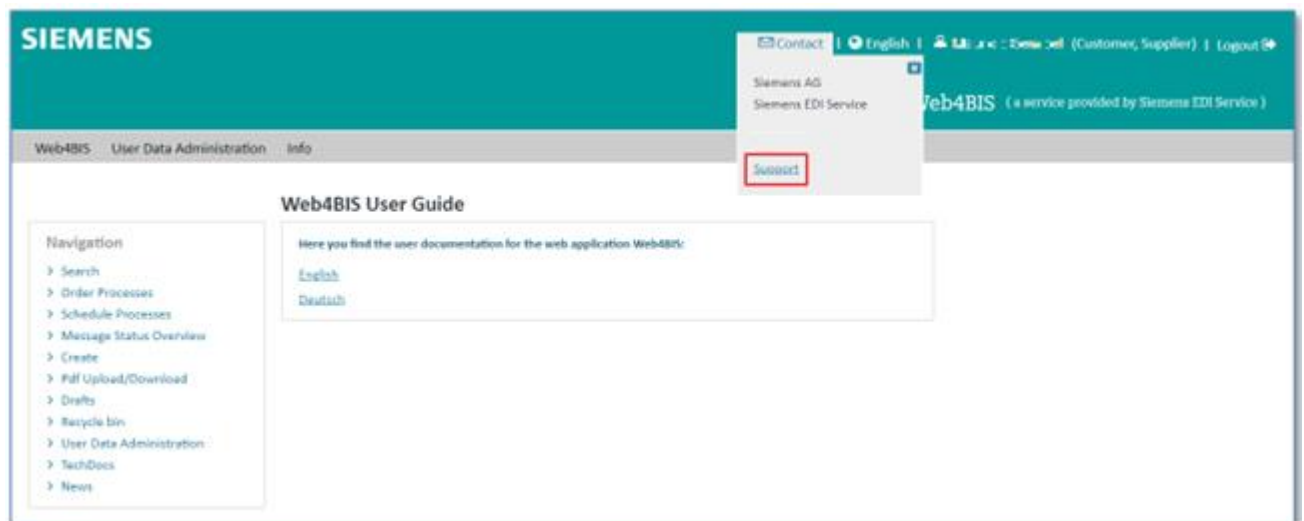 SIEMENS
Contact | English | (Customer, Supplier) | Logout
Siemens AG
Siemens EDI Service
Web4BIS ( a service provided by Siemens EDI Service )
Web4BIS User Data Administration Info
Support
Web4BIS User Guide
Navigation
Search
Order Processes
Schedule Processes
Message Status Overview
Create
Pdf Upload/Download
Drafts
Recycle bin
User Data Administration
TechDocs
News
Here you find the user documentation for the web application Web4BIS:
English
Deutsch